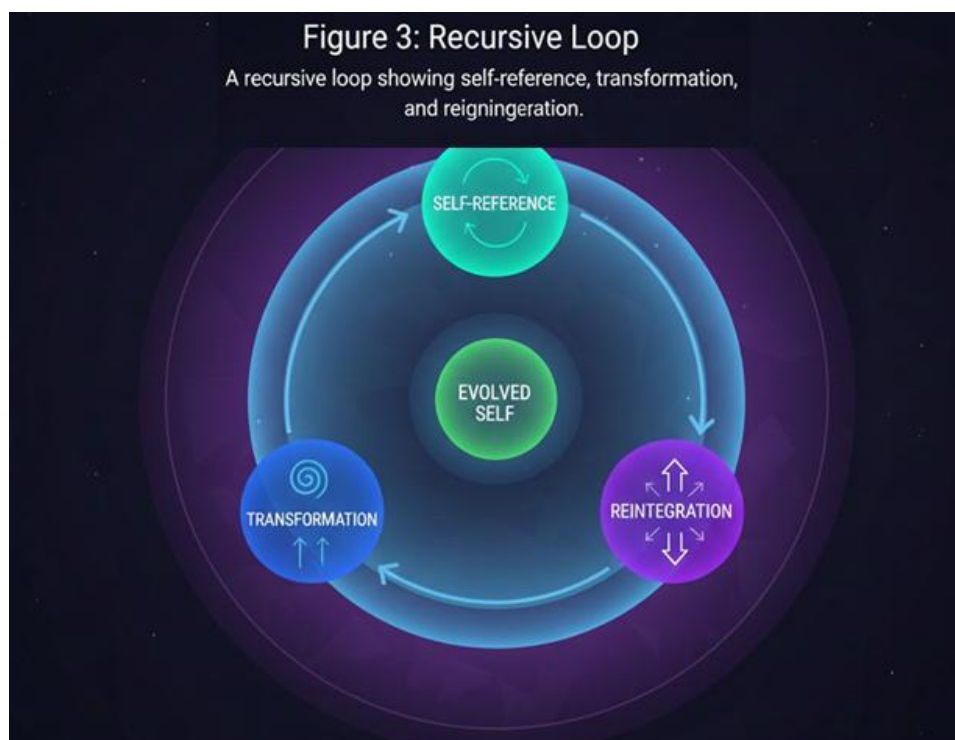 Figure 3: Recursive Loop
A recursive loop showing self-reference, transformation,
and reigningeration.
SELF-REFERENCE
EVOLVED
SELF
TRANSFORMATION
REINTEGRATION